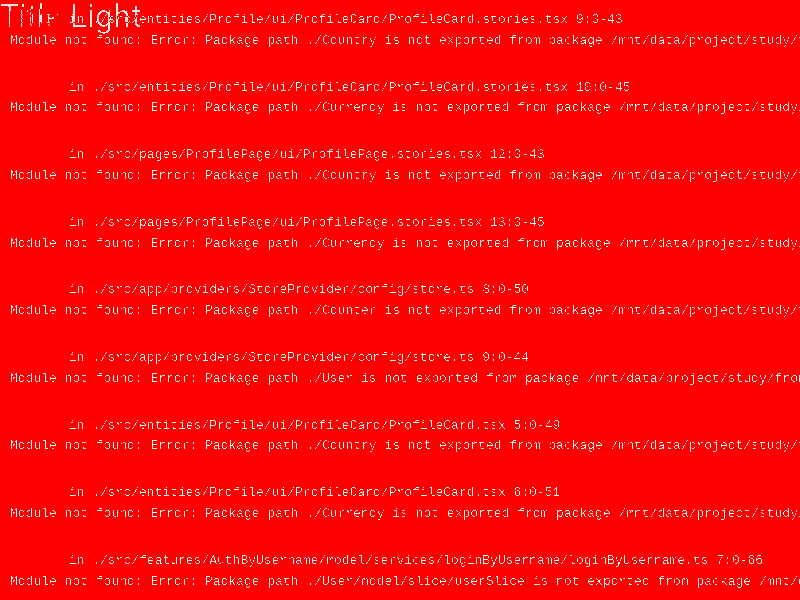 Title Light
in ./src/entities/Profile/ui/ProfileCard/ProfileCard.stories.tsx 9:0-43
Module not found: Error: Package path ./Country is not exported from package /mnt/data/project/study/
in ./src/entities/Profile/ui/ProfileCard/ProfileCard.stories.tsx 10:0-45
Module not found: Error: Package path ./Currency is not exported from package /mnt/data/project/study/
in ./src/pages/ProfilePage/ui/ProfilePage.stories.tsx 12:0-43
Module not found: Error: Package path ./Country is not exported from package /mnt/data/project/study/
in ./src/pages/ProfilePage/ui/ProfilePage.stories.tsx 13:0-45
Module not found: Error: Package path ./Currency is not exported from package /mnt/data/project/study/
in ./src/app/providers/StoreProvider/config/store.ts 8:0-50
Module not found: Error: Package path ./Counter is not exported from package /mnt/data/project/study/
in ./src/app/providers/StoreProvider/config/store.ts 9:0-44
Module not found: Error: Package path ./User is not exported from package /mnt/data/project/study/fron
in ./src/entities/Profile/ui/ProfileCard/ProfileCard.tsx 5:0-49
Module not found: Error: Package path ./Country is not exported from package /mnt/data/project/study/
in ./src/entities/Profile/ui/ProfileCard/ProfileCard.tsx 6:0-51
Module not found: Error: Package path ./Currency is not exported from package /mnt/data/project/study/
in ./src/features/AuthByUsername/model/services/loginByUsername/loginByUsername.ts 7:0-66
Module not found: Error: Package path ./User/model/slice/userSlice is not exported from package /mnt/